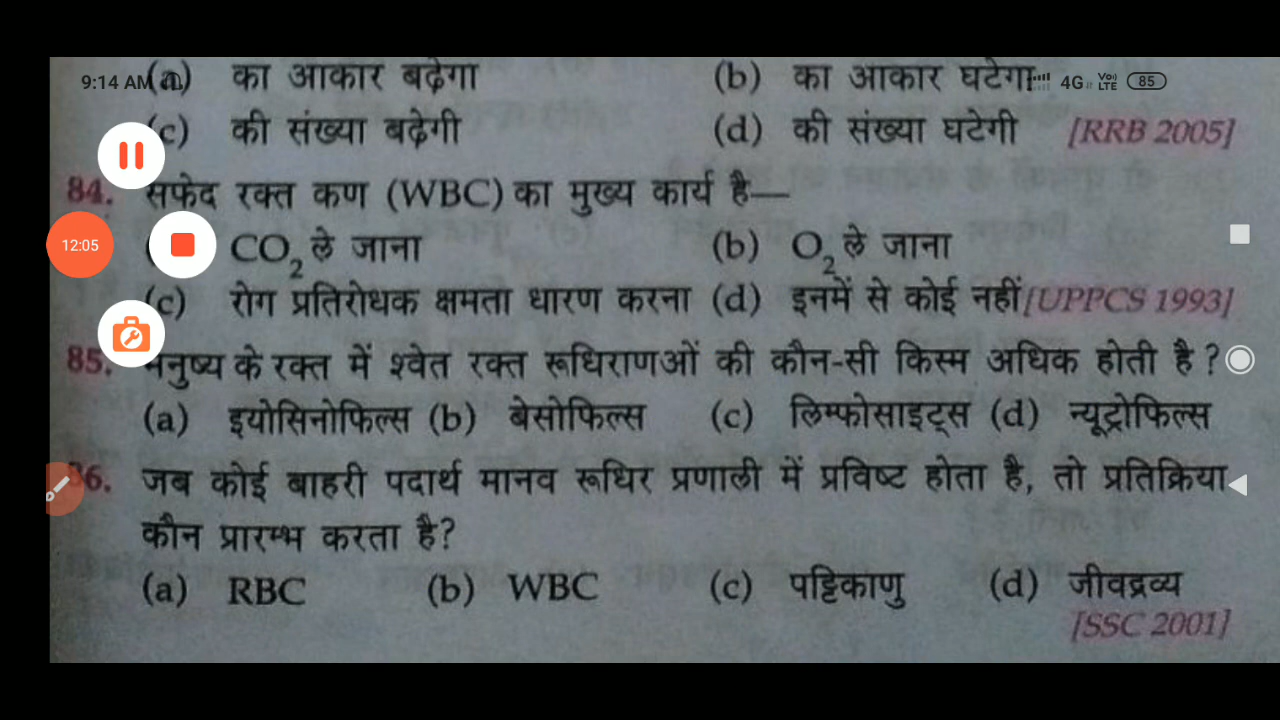 9:14 AM
4G VoLTE 85
(a) का आकार बढ़ेगा (b) का आकार घटेगा
(c) की संख्या बढ़ेगी (d) की संख्या घटेगी [RRB 2005]
84. सफेद रक्त कण (WBC) का मुख्य कार्य है—
12:05
CO2 ले जाना (b) O2 ले जाना
(c) रोग प्रतिरोधक क्षमता धारण करना (d) इनमें से कोई नहीं [UPPCS 1993]
85. मनुष्य के रक्त में श्वेत रक्त रूधिराणओं की कौन-सी किस्म अधिक होती है ?
(a) इयोसिनोफिल्स (b) बेसोफिल्स (c) लिम्फोसाइट्स (d) न्यूट्रोफिल्स
86. जब कोई बाहरी पदार्थ मानव रूधिर प्रणाली में प्रविष्ट होता है, तो प्रतिक्रिया
कौन प्रारम्भ करता है?
(a) RBC (b) WBC (c) पट्टिकाणु (d) जीवद्रव्य
[SSC 2001]